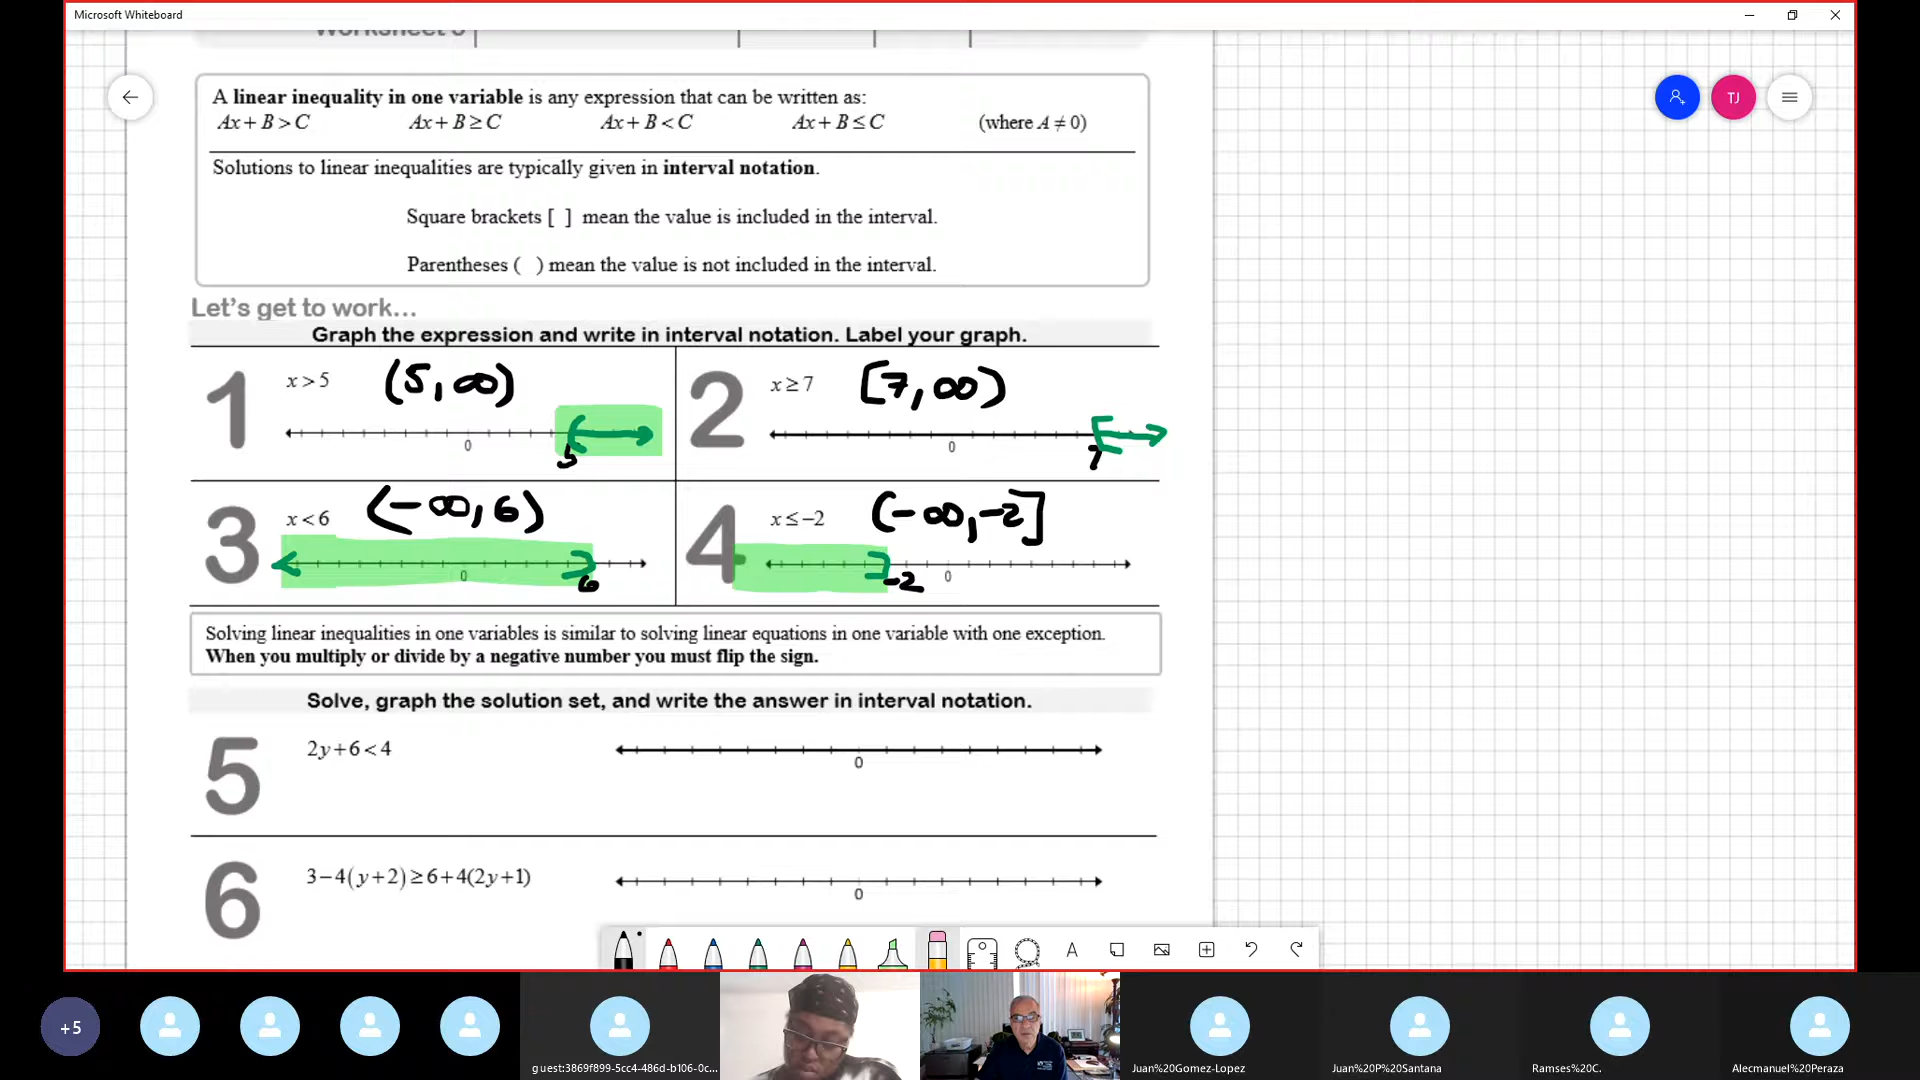 Microsoft Whiteboard
Worksheet 3
A linear inequality in one variable is any expression that can be written as:
Ax + B > C Ax + B ≥ C Ax + B < C Ax + B ≤ C (where A ≠ 0)
Solutions to linear inequalities are typically given in interval notation.
Square brackets [ ] mean the value is included in the interval.
Parentheses ( ) mean the value is not included in the interval.
TJ
Let's get to work...
Graph the expression and write in interval notation. Label your graph.
1 x > 5 (5, ∞)
0
5
2 x ≥ 7 [7, ∞)
0
7
3 x < 6 (-∞, 6)
0
6
4 x ≤ -2 (-∞, -2]
-2
0
Solving linear inequalities in one variables is similar to solving linear equations in one variable with one exception.
When you multiply or divide by a negative number you must flip the sign.
Solve, graph the solution set, and write the answer in interval notation.
5 2y + 6 < 4
0
6 3 − 4(y + 2) ≥ 6 + 4(2y + 1)
0
A
+5
guest:3869f899-5cc4-486d-b106-0c...
Juan%20Gomez-Lopez
Juan%20P%20Santana
Ramses%20C.
Alecmanuel%20Peraza